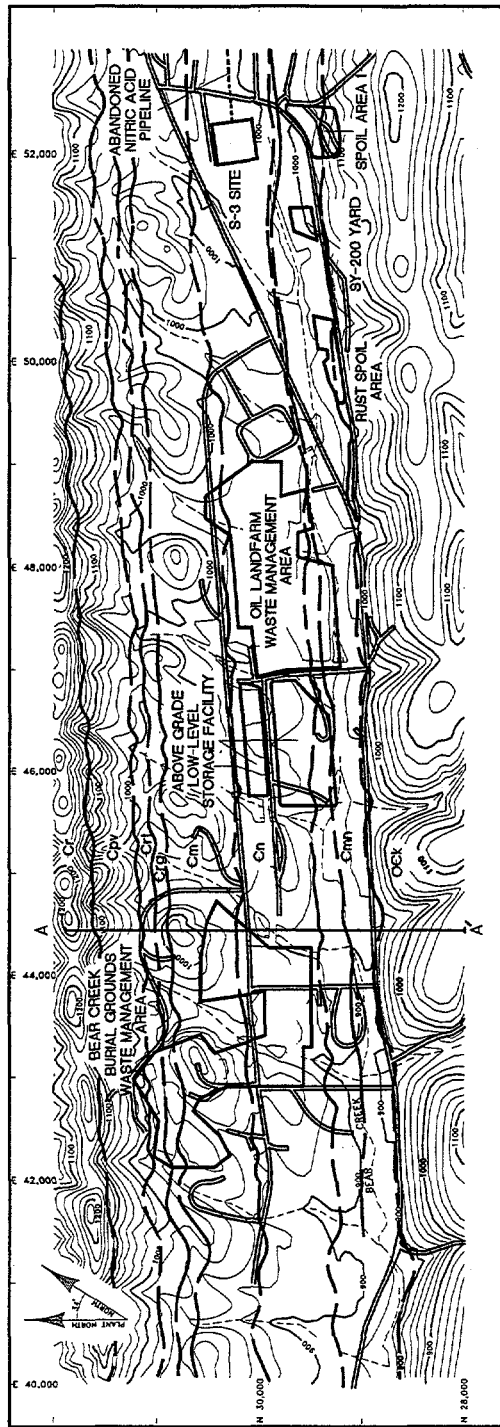 E 40,000
42,000
44,000
46,000
48,000
50,000
E 52,000
PLANT NORTH
NORTH
A
BEAR CREEK
BURIAL GROUNDS
WASTE MANAGEMENT
AREA
ABOVE GRADE
LOW-LEVEL
STORAGE FACILITY
OIL LANDFARM
WASTE MANAGEMENT
AREA
ABANDONED
NITRIC ACID
PIPELINE
S-3 SITE
RUST SPOIL
AREA
SY-200 YARD
SPOIL AREA I
Cr
Cpv
Crt
Crg
Cm
Cn
Cmn
OCk
BEAR
CREEK
A'
N 30,000
N 28,000
1200
1100
1000
900